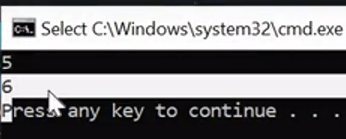 Select C:\Windows\system32\cmd.exe
5
6
Press any key to continue . . .